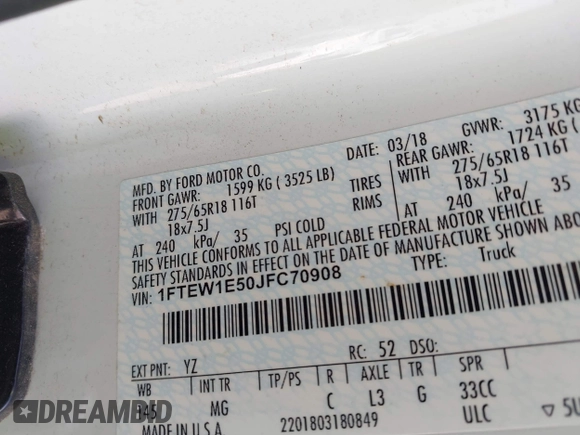 MFD. BY FORD MOTOR CO.
DATE: 03/18
GVWR: 3175 KG
FRONT GAWR: 1599 KG ( 3525 LB)
REAR GAWR: 1724 KG (
WITH 275/65R18 116T TIRES WITH 275/65R18 116T
18x7.5J RIMS 18x7.5J
AT 240 kPa/ 35 PSI COLD AT 240 kPa/ 35
THIS VEHICLE CONFORMS TO ALL APPLICABLE FEDERAL MOTOR VEHICLE
SAFETY STANDARDS IN EFFECT ON THE DATE OF MANUFACTURE SHOWN ABO
VIN: 1FTEW1E50JFC70908
TYPE: Truck
EXT PNT: YZ RC: 52 DSO:
WB INT TR TP/PS R AXLE TR SPR
145 MG C L3 G 33CC
MADE IN U.S.A. 2201803180849 ULC
DREAMBID